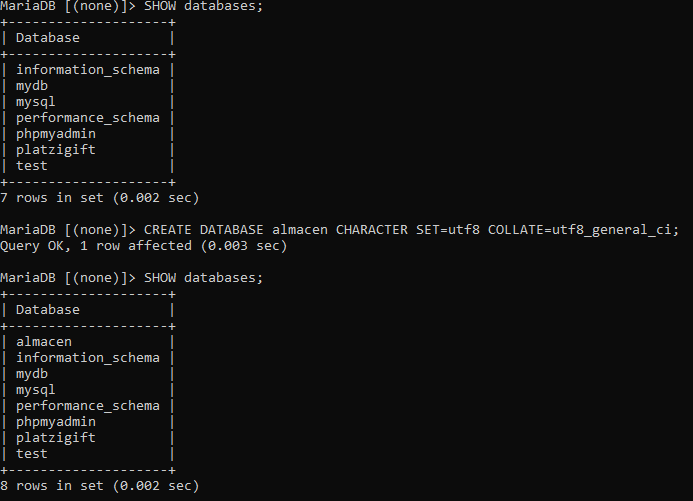 MariaDB [(none)]> SHOW databases;
+--------------------+
| Database           |
+--------------------+
| information_schema |
| mydb               |
| mysql              |
| performance_schema |
| phpmyadmin         |
| platzigift         |
| test               |
+--------------------+
7 rows in set (0.002 sec)

MariaDB [(none)]> CREATE DATABASE almacen CHARACTER SET=utf8 COLLATE=utf8_general_ci;
Query OK, 1 row affected (0.003 sec)

MariaDB [(none)]> SHOW databases;
+--------------------+
| Database           |
+--------------------+
| almacen            |
| information_schema |
| mydb               |
| mysql              |
| performance_schema |
| phpmyadmin         |
| platzigift         |
| test               |
+--------------------+
8 rows in set (0.002 sec)